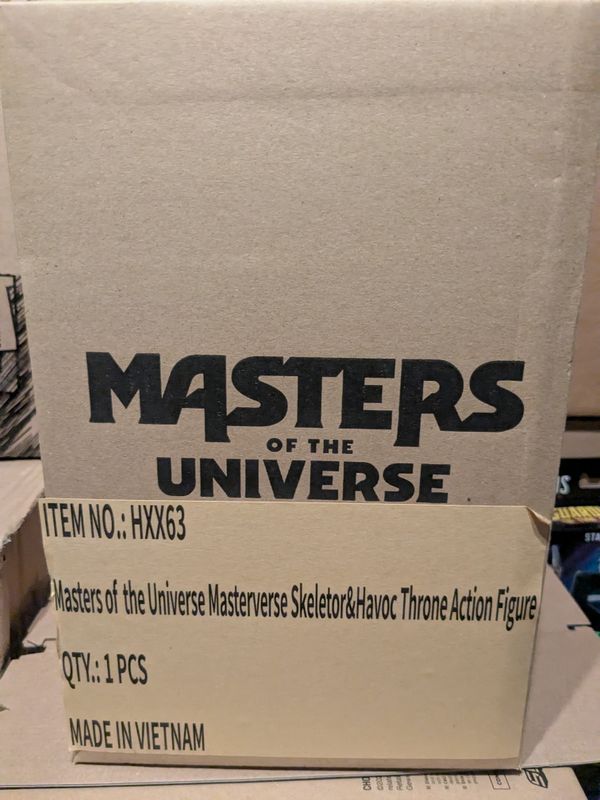 MASTERS
OF THE
UNIVERSE
ITEM NO.: HXX63
Masters of the Universe Masterverse Skeletor&Havoc Throne Action Figure
QTY.: 1 PCS
MADE IN VIETNAM